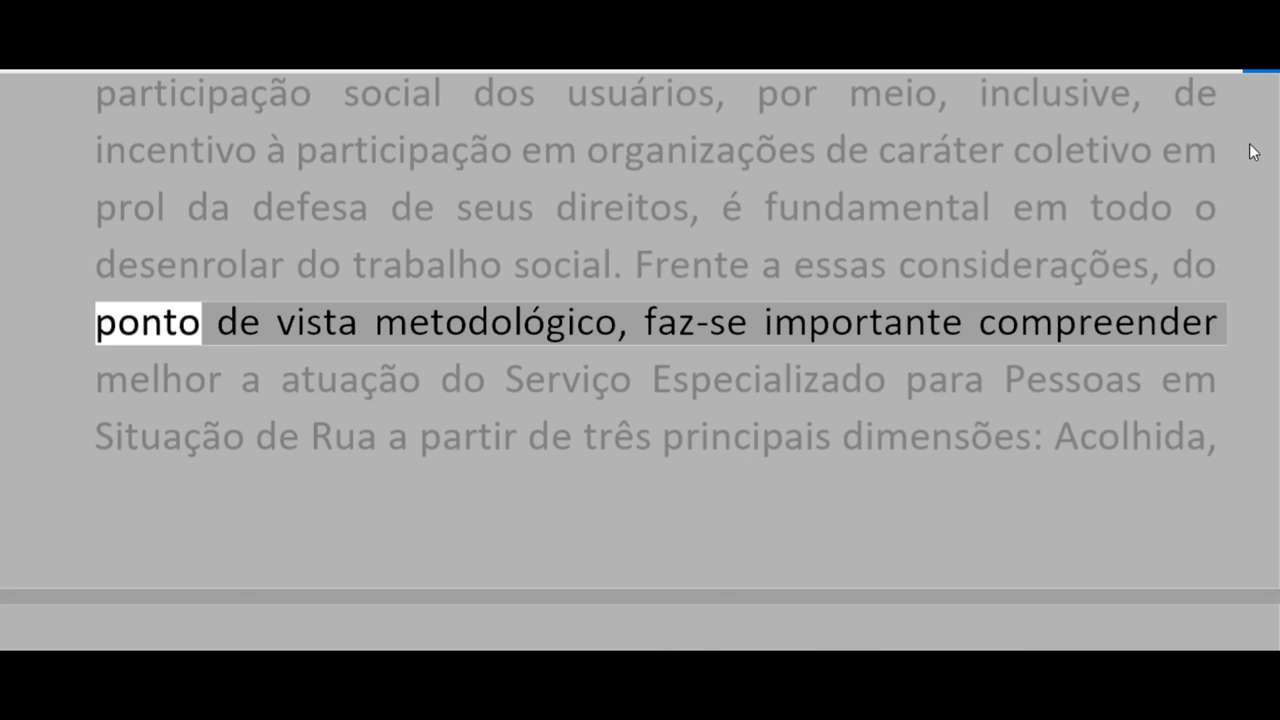 participação social dos usuários, por meio, inclusive, de
incentivo à participação em organizações de caráter coletivo em
prol da defesa de seus direitos, é fundamental em todo o
desenrolar do trabalho social. Frente a essas considerações, do
ponto de vista metodológico, faz-se importante compreender
melhor a atuação do Serviço Especializado para Pessoas em
Situação de Rua a partir de três principais dimensões: Acolhida,